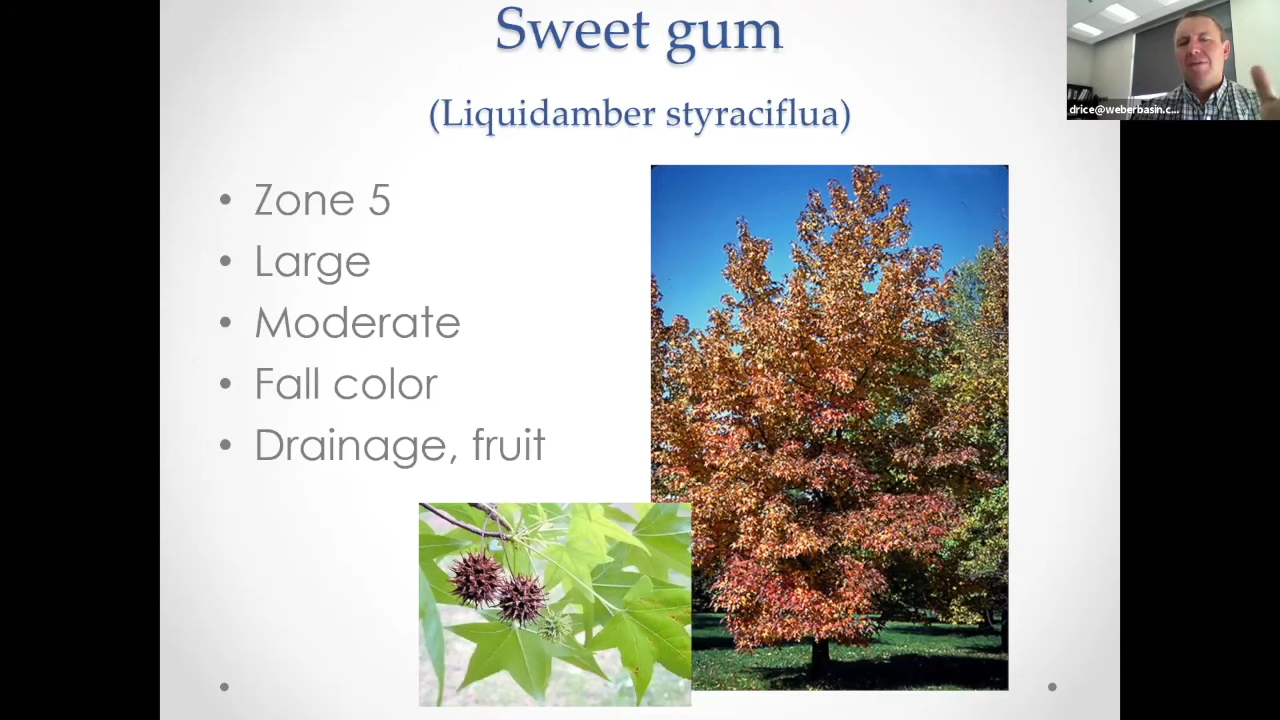 Sweet gum
(Liquidamber styraciflua)
• Zone 5
• Large
• Moderate
• Fall color
• Drainage, fruit
drice@weberbasin.c...